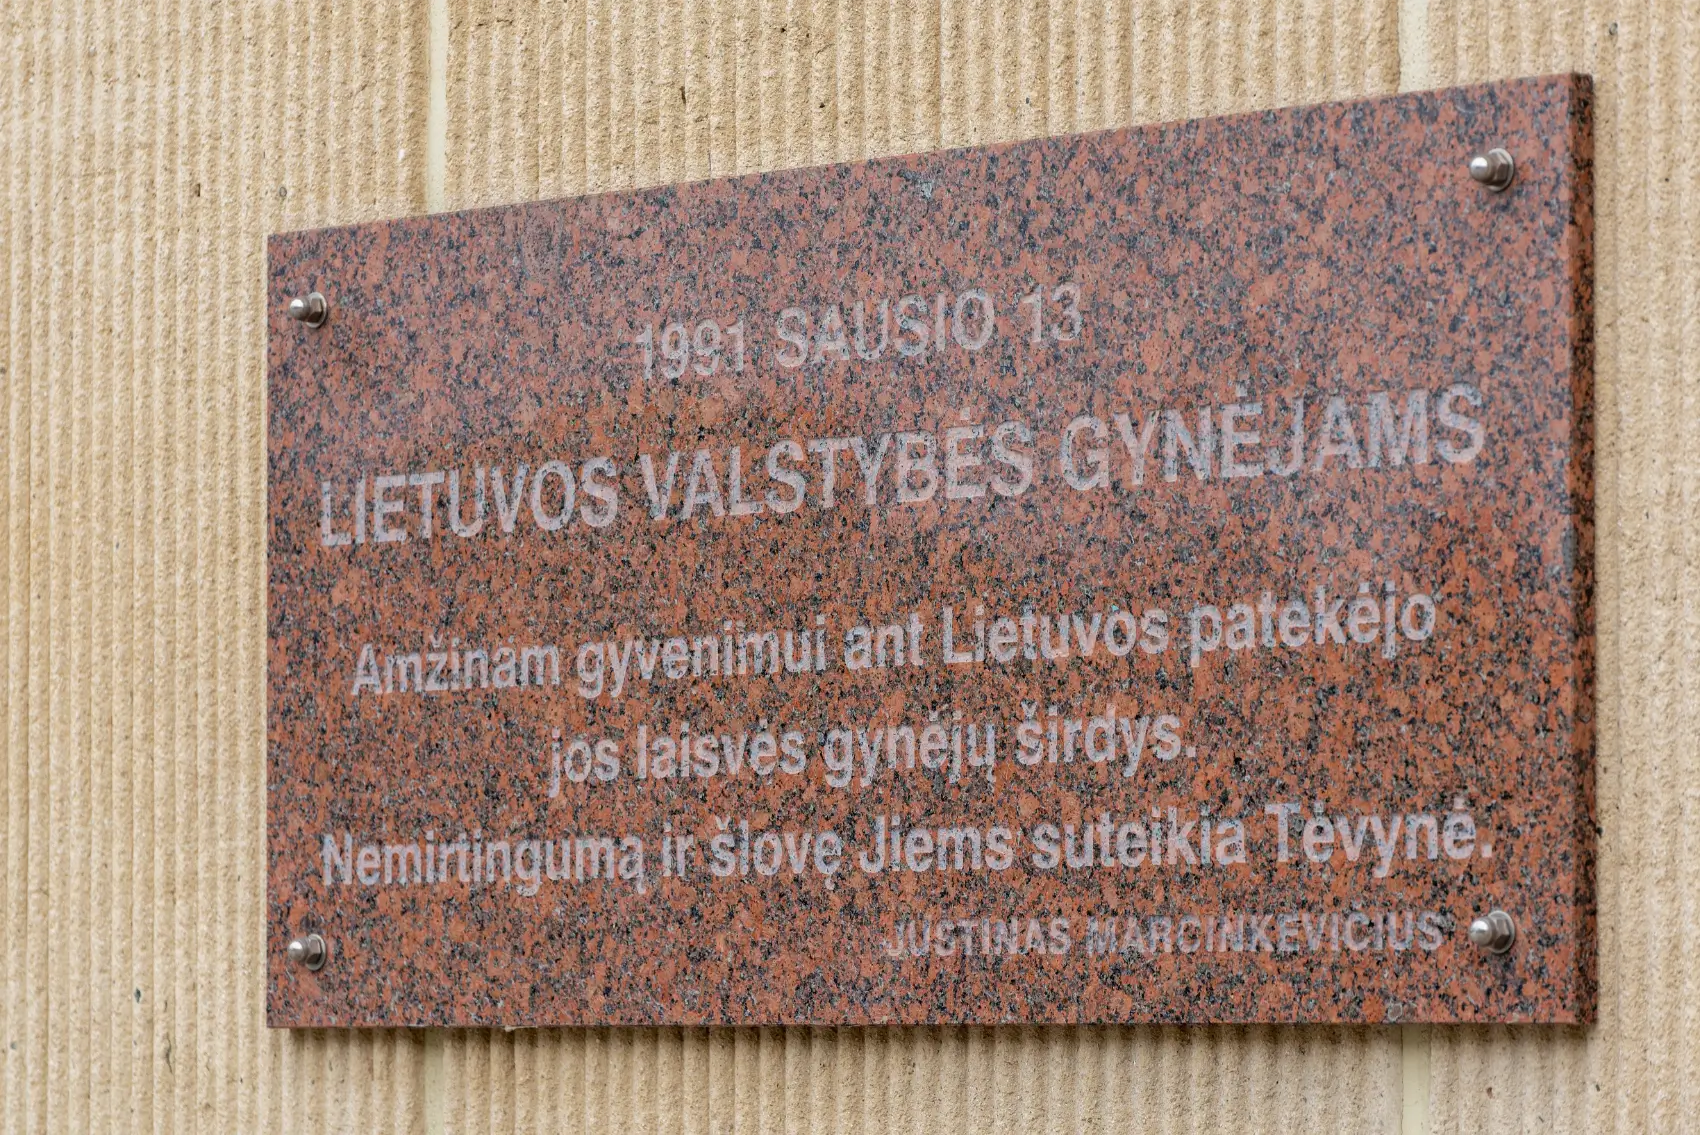 1991 SAUSIO 13
LIETUVOS VALSTYBĖS GYNĖJAMS
Amžinam gyvenimui ant Lietuvos patekėjo
jos laisvės gynėjų širdys.
Nemirtingumą ir šlovę Jiems suteikia Tėvynė.
JUSTINAS MARCINKEVICIUS